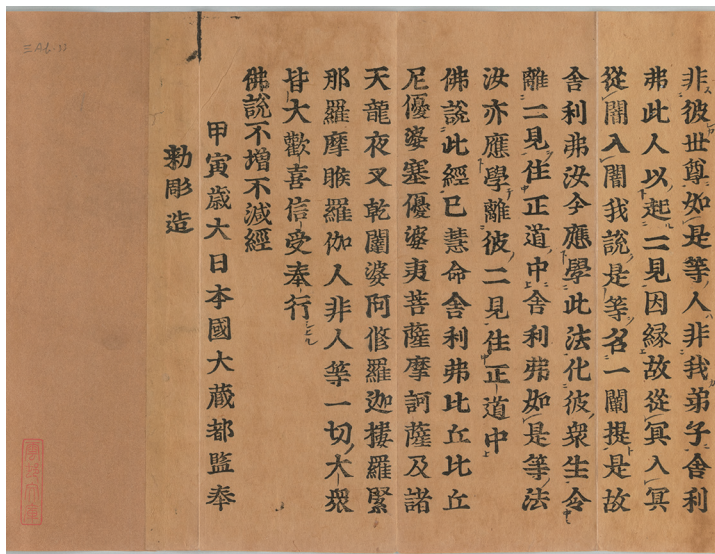 非彼世尊如是等人非我弟子舍利
弗此人以起二見因縁故從冥入冥
從闇入闇我說是等名一闡提是故
舍利弗汝今應學此法化彼衆生令
離二見住正道中舍利弗如是等法
汝亦應學離彼二見住正道中
佛說此經已慧命舍利弗比丘比丘
尼優婆塞優婆夷菩薩摩訶薩及諸
天龍夜叉乾闥婆阿修羅迦樓羅緊
那羅摩睺羅伽人非人等一切大衆
皆大歡喜信受奉行
佛說不增不减經
甲寅歲大日本國大藏都監奉
勑彫造